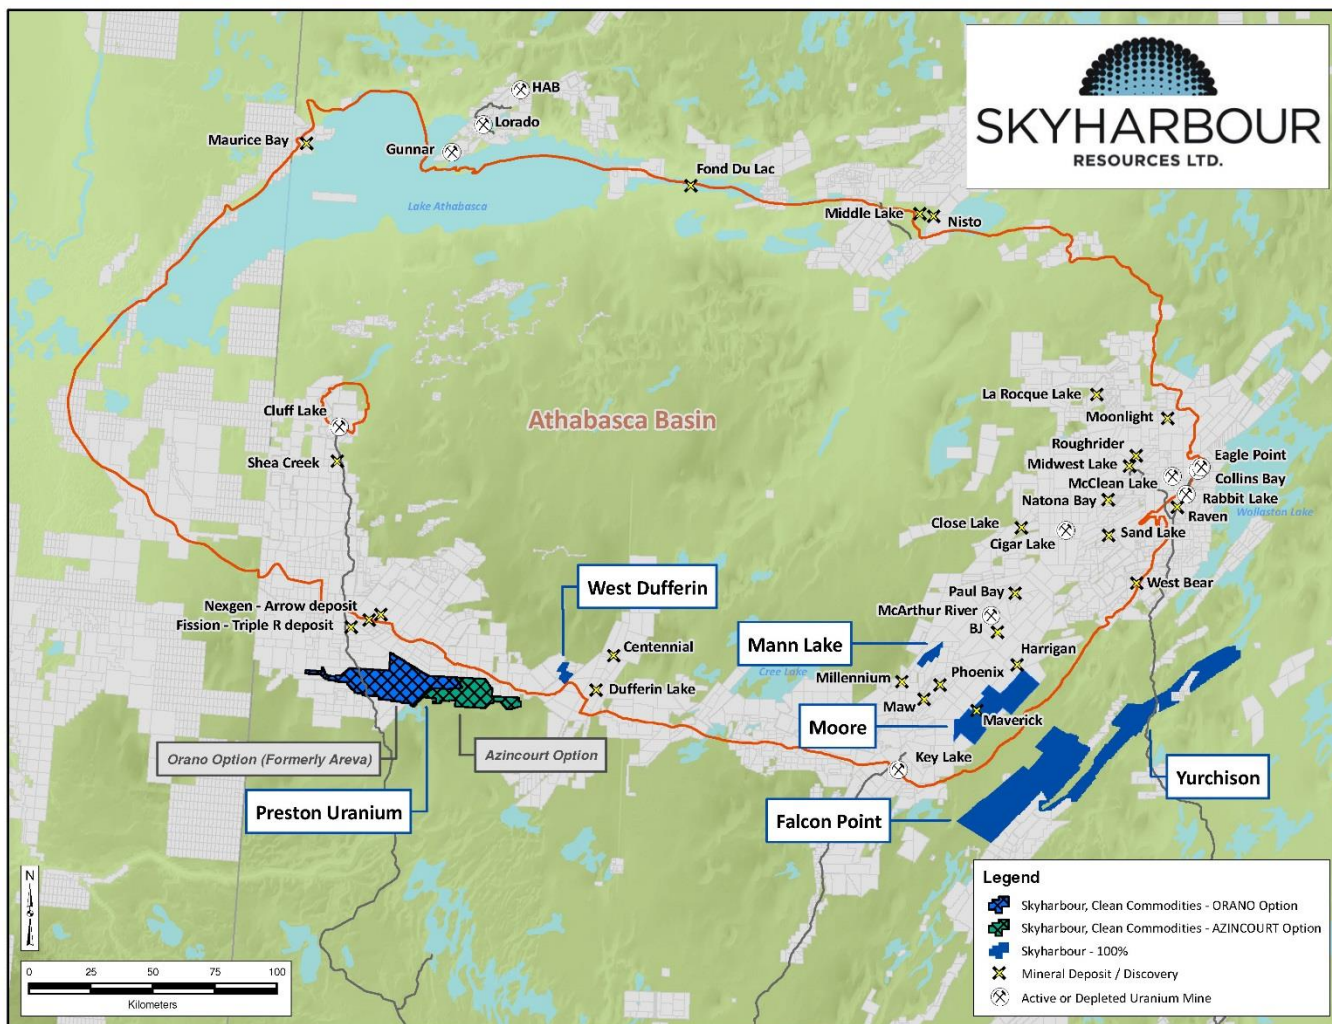 SKYHARBOUR
RESOURCES LTD.
HAB
Lorado
Gunnar
Maurice Bay
Fond Du Lac
Lake Athabasca
Middle Lake
Nisto
Athabasca Basin
Cluff Lake
Shea Creek
La Rocque Lake
Moonlight
Roughrider
Midwest Lake
McClean Lake
Eagle Point
Collins Bay
Rabbit Lake
Raven
Wollaston Lake
Natona Bay
Close Lake
Cigar Lake
Sand Lake
West Bear
Paul Bay
McArthur River
BJ
Harrigan
Nexgen - Arrow deposit
Fission - Triple R deposit
West Dufferin
Centennial
Dufferin Lake
Mann Lake
Cree Lake
Millennium
Phoenix
Maw
Moore
Maverick
Key Lake
Orano Option (Formerly Areva)
Azincourt Option
Preston Uranium
Falcon Point
Yurchison
N
0 25 50 75 100
Kilometers
Legend
Skyharbour, Clean Commodities - ORANO Option
Skyharbour, Clean Commodities - AZINCOURT Option
Skyharbour - 100%
Mineral Deposit / Discovery
Active or Depleted Uranium Mine